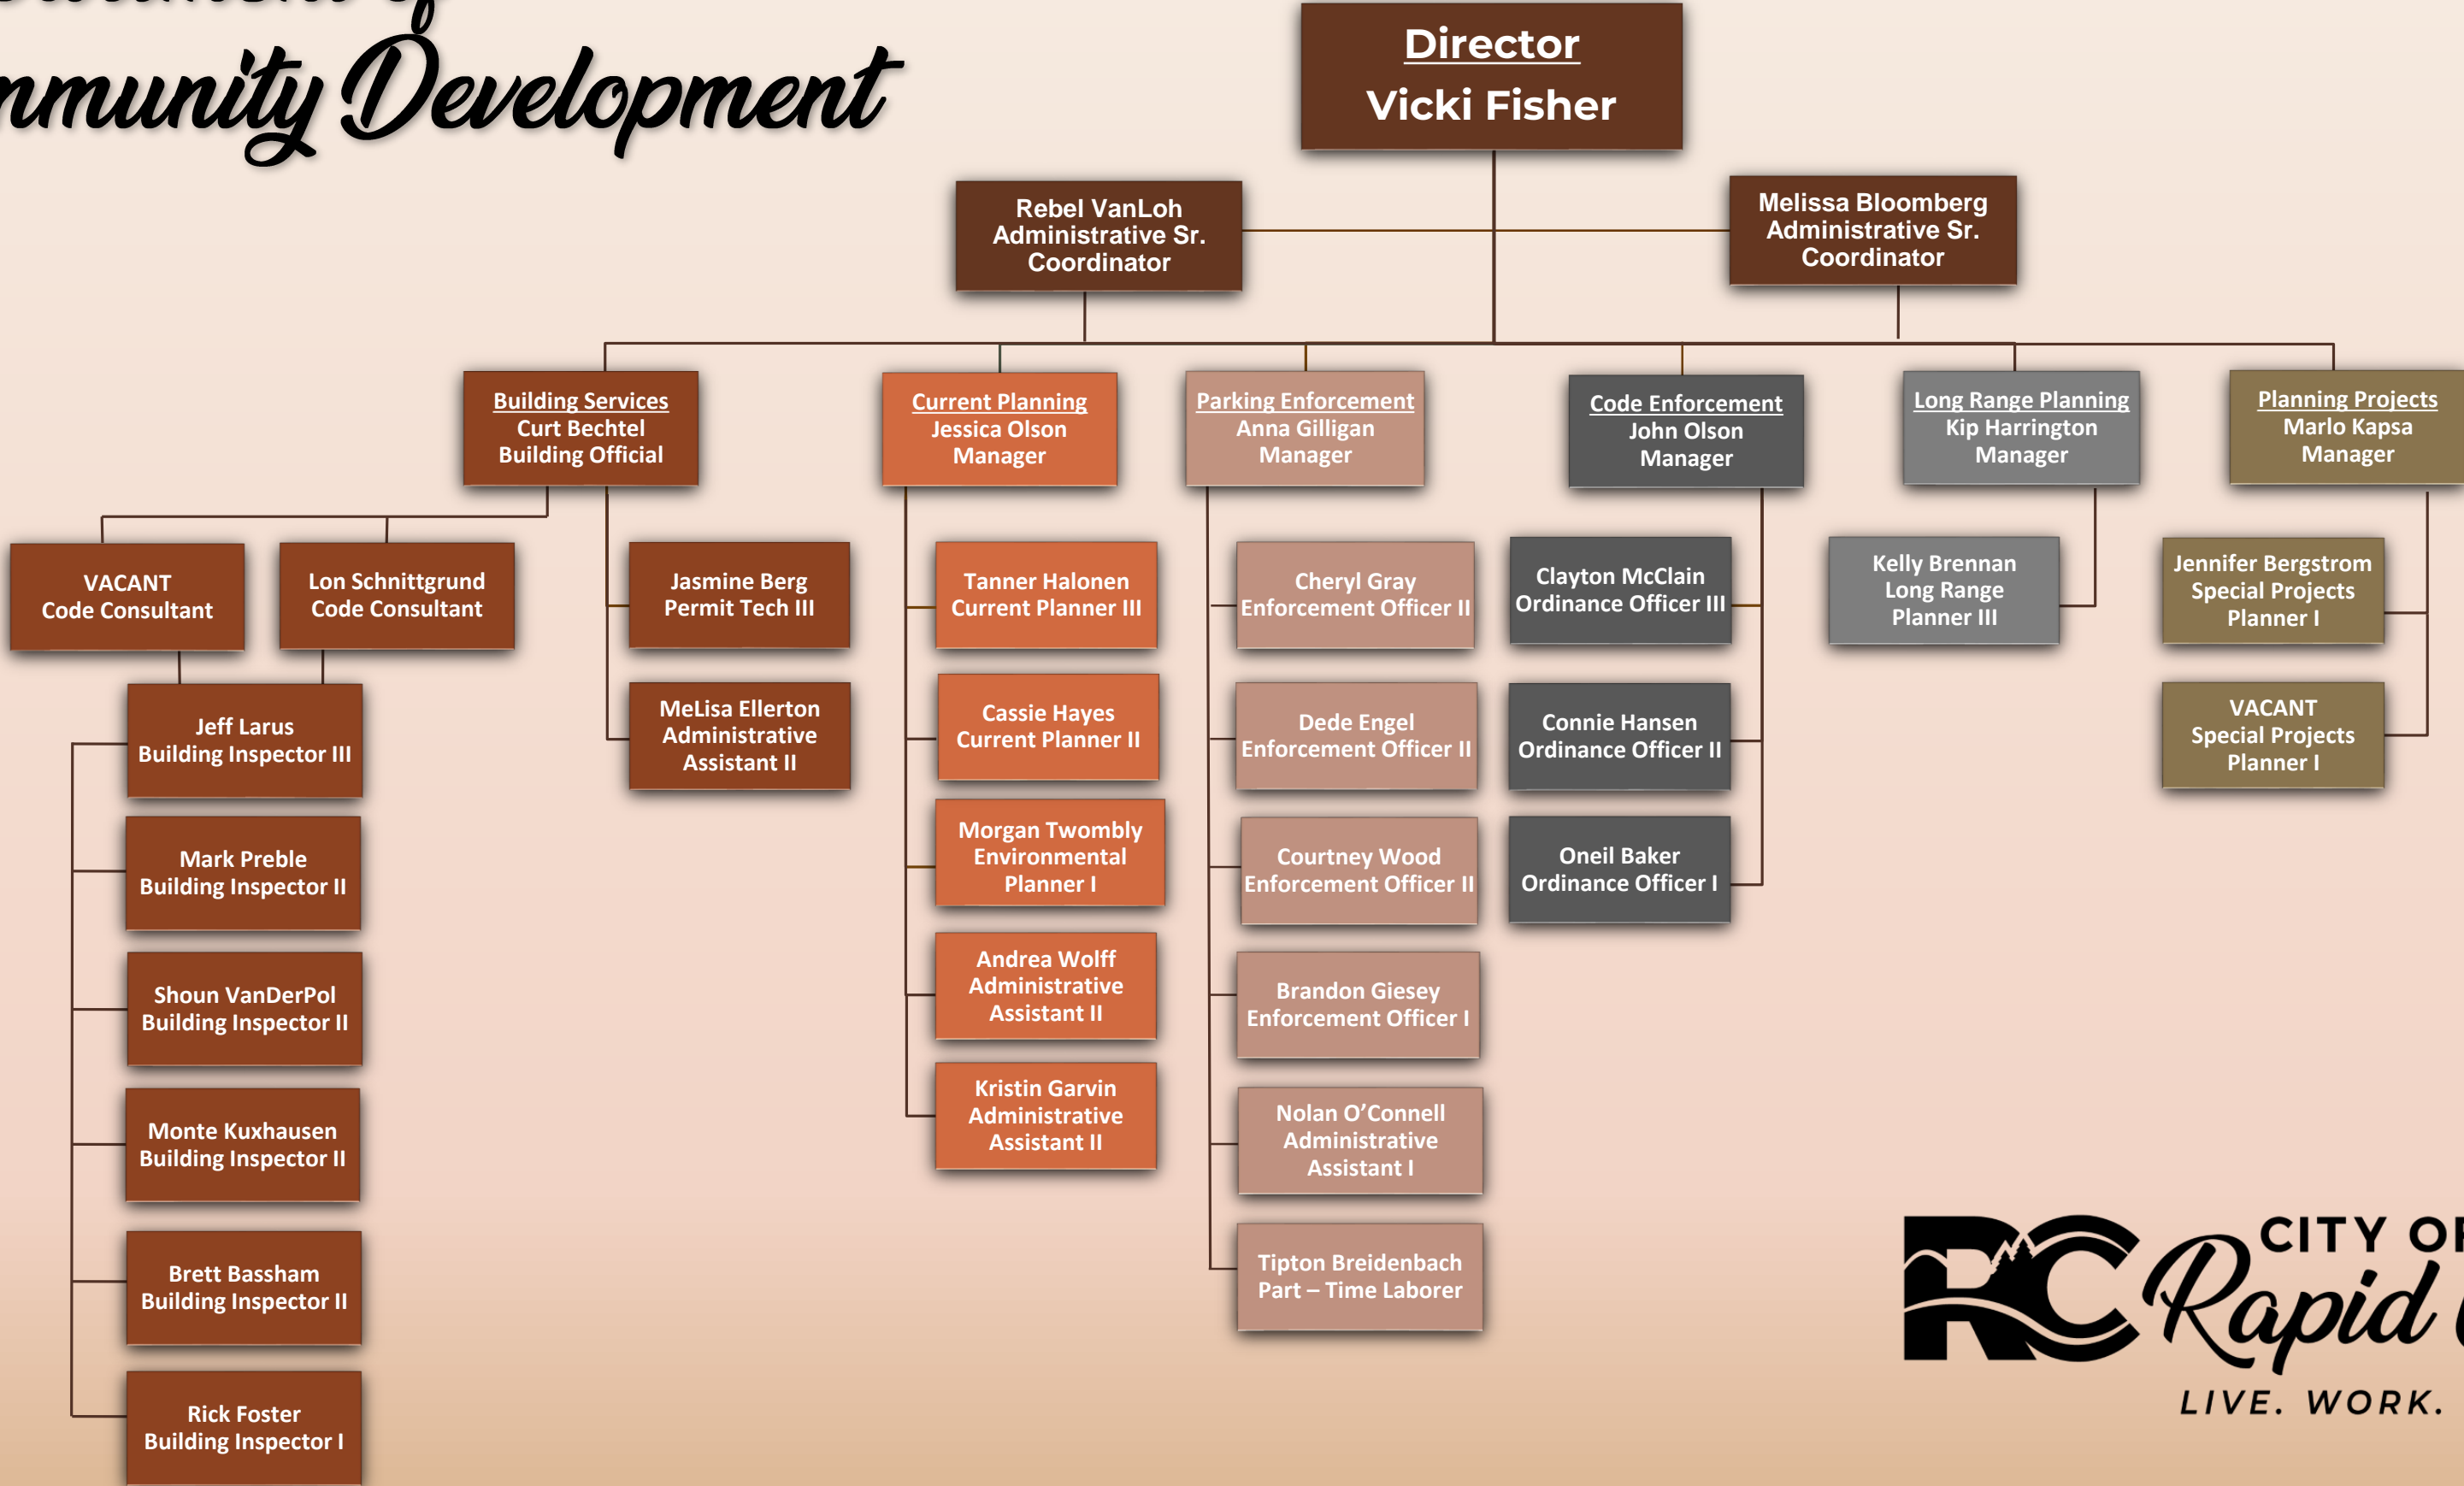 Community Development
Director
Vicki Fisher
Rebel VanLoh
Administrative Sr.
Coordinator
Melissa Bloomberg
Administrative Sr.
Coordinator
Building Services
Curt Bechtel
Building Official
Current Planning
Jessica Olson
Manager
Parking Enforcement
Anna Gilligan
Manager
Code Enforcement
John Olson
Manager
Long Range Planning
Kip Harrington
Manager
Planning Projects
Marlo Kapsa
Manager
VACANT
Code Consultant
Lon Schnittgrund
Code Consultant
Jeff Larus
Building Inspector III
Mark Preble
Building Inspector II
Shoun VanDerPol
Building Inspector II
Monte Kuxhausen
Building Inspector II
Brett Bassham
Building Inspector II
Rick Foster
Building Inspector I
Jasmine Berg
Permit Tech III
MeLisa Ellerton
Administrative
Assistant II
Tanner Halonen
Current Planner III
Cassie Hayes
Current Planner II
Morgan Twombly
Environmental
Planner I
Andrea Wolff
Administrative
Assistant II
Kristin Garvin
Administrative
Assistant II
Cheryl Gray
Enforcement Officer II
Dede Engel
Enforcement Officer II
Courtney Wood
Enforcement Officer II
Brandon Giesey
Enforcement Officer I
Nolan O’Connell
Administrative
Assistant I
Tipton Breidenbach
Part – Time Laborer
Clayton McClain
Ordinance Officer III
Connie Hansen
Ordinance Officer II
Oneil Baker
Ordinance Officer I
Kelly Brennan
Long Range
Planner III
Jennifer Bergstrom
Special Projects
Planner I
VACANT
Special Projects
Planner I
RC
CITY OF
Rapid
LIVE. WORK.